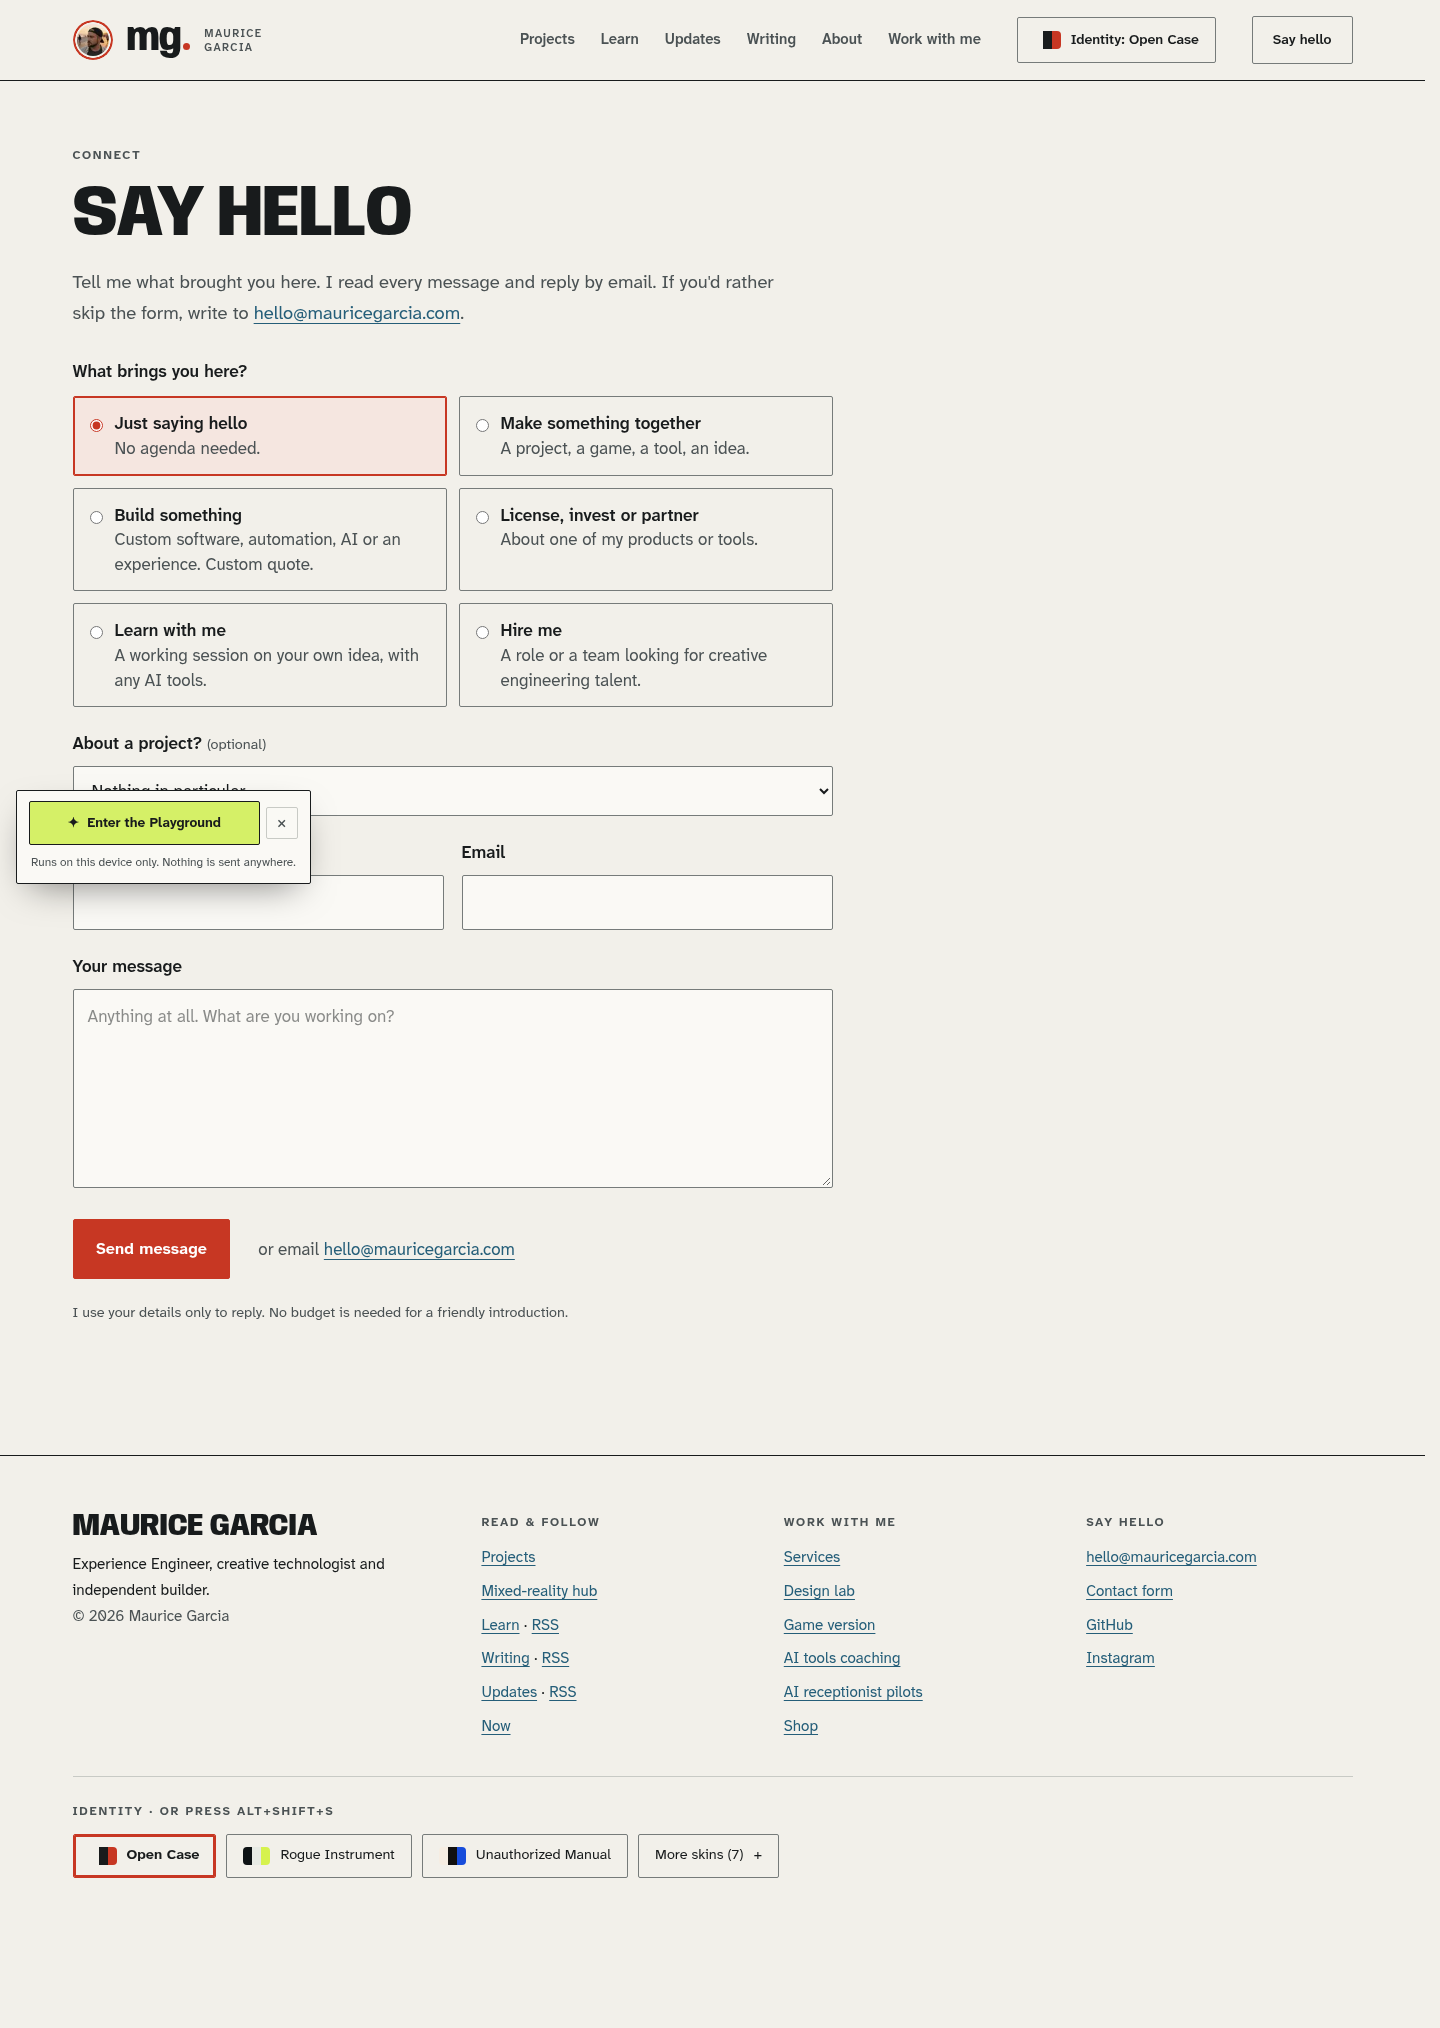 mg.
MAURICE
GARCIA
Projects
Learn
Updates
Writing
About
Work with me
Identity: Open Case
Say hello
CONNECT
SAY HELLO
Tell me what brought you here. I read every message and reply by email. If you'd rather
skip the form, write to hello@mauricegarcia.com.
What brings you here?
Just saying hello
No agenda needed.
Make something together
A project, a game, a tool, an idea.
Build something
Custom software, automation, AI or an
experience. Custom quote.
License, invest or partner
About one of my products or tools.
Learn with me
A working session on your own idea, with
any AI tools.
Hire me
A role or a team looking for creative
engineering talent.
About a project? (optional)
✦ Enter the Playground
×
Runs on this device only. Nothing is sent anywhere.
Email
Your message
Anything at all. What are you working on?
Send message
or email hello@mauricegarcia.com
I use your details only to reply. No budget is needed for a friendly introduction.
MAURICE GARCIA
Experience Engineer, creative technologist and
independent builder.
© 2026 Maurice Garcia
READ & FOLLOW
Projects
Mixed-reality hub
Learn · RSS
Writing · RSS
Updates · RSS
Now
WORK WITH ME
Services
Design lab
Game version
AI tools coaching
AI receptionist pilots
Shop
SAY HELLO
hello@mauricegarcia.com
Contact form
GitHub
Instagram
IDENTITY · OR PRESS ALT+SHIFT+S
Open Case
Rogue Instrument
Unauthorized Manual
More skins (7) +